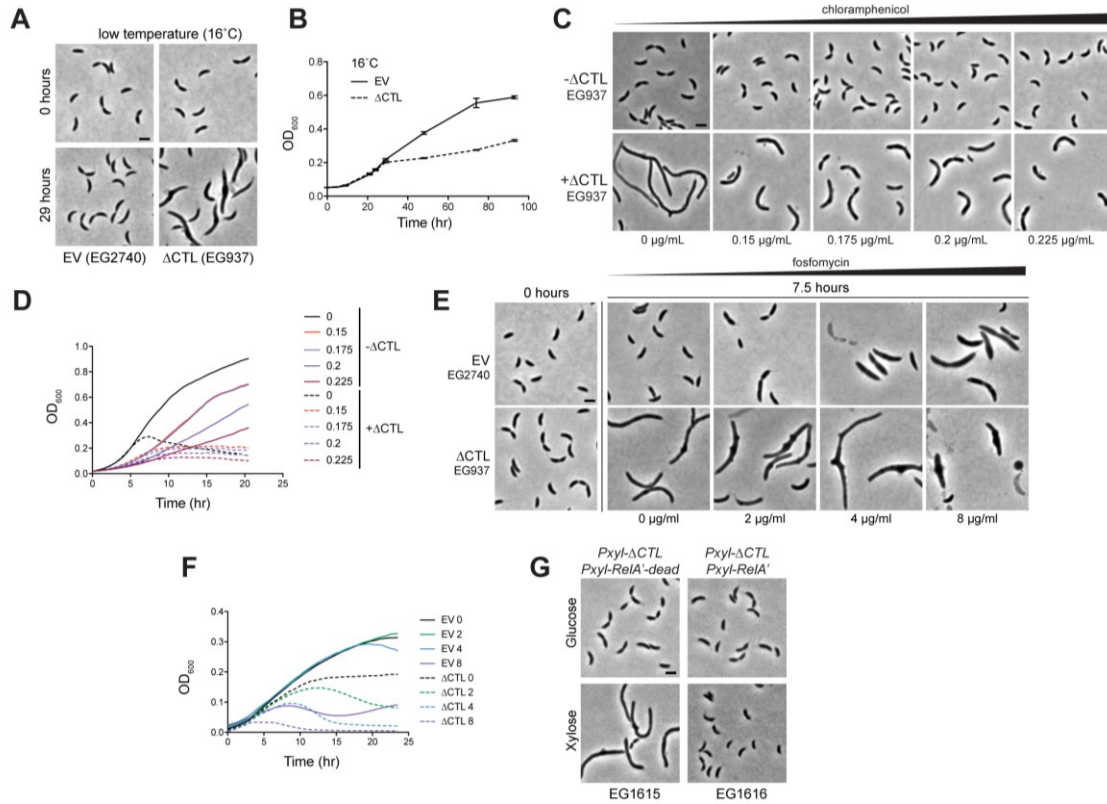 A
low temperature (16˚C)
0 hours
29 hours
EV (EG2740)
ΔCTL (EG937)
B
16˚C
EV
ΔCTL
OD600
0.8
0.6
0.4
0.2
0.0
0 20 40 60 80 100
Time (hr)
C
chloramphenicol
-ΔCTL
EG937
+ΔCTL
EG937
0 µg/mL
0.15 µg/mL
0.175 µg/mL
0.2 µg/mL
0.225 µg/mL
D
OD600
1.0
0.8
0.6
0.4
0.2
0.0
0 5 10 15 20 25
Time (hr)
0
0.15
0.175
0.2
0.225
-ΔCTL
0
0.15
0.175
0.2
0.225
+ΔCTL
E
fosfomycin
0 hours
7.5 hours
EV
EG2740
ΔCTL
EG937
0 µg/ml
2 µg/ml
4 µg/ml
8 µg/ml
F
OD600
0.4
0.3
0.2
0.1
0.0
0 5 10 15 20 25
Time (hr)
EV 0
EV 2
EV 4
EV 8
ΔCTL 0
ΔCTL 2
ΔCTL 4
ΔCTL 8
G
Pxyl-ΔCTL
Pxyl-RelA'-dead
Pxyl-ΔCTL
Pxyl-RelA'
Glucose
Xylose
EG1615
EG1616